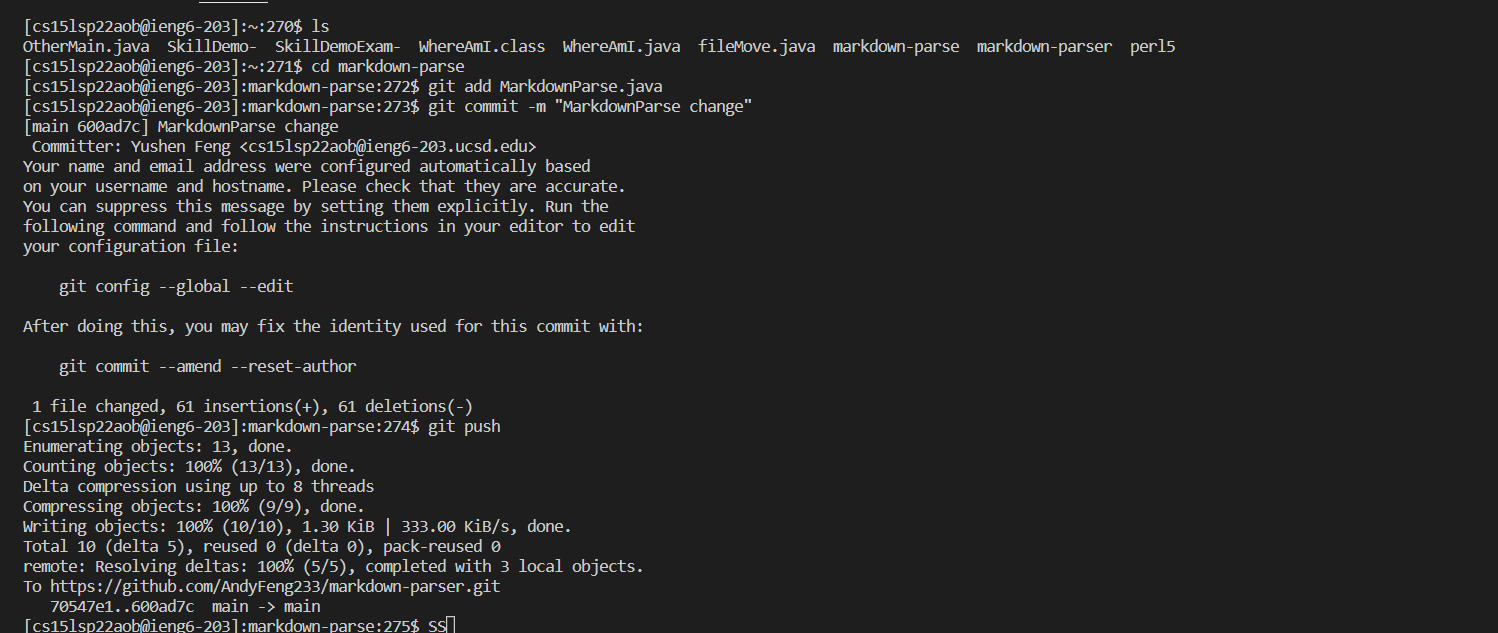 [cs15lsp22aob@ieng6-203]:~:270$ ls
OtherMain.java  SkillDemo-  SkillDemoExam-  WhereAmI.class  WhereAmI.java  fileMove.java  markdown-parse  markdown-parser  perl5
[cs15lsp22aob@ieng6-203]:~:271$ cd markdown-parse
[cs15lsp22aob@ieng6-203]:markdown-parse:272$ git add MarkdownParse.java
[cs15lsp22aob@ieng6-203]:markdown-parse:273$ git commit -m "MarkdownParse change"
[main 600ad7c] MarkdownParse change
 Committer: Yushen Feng <cs15lsp22aob@ieng6-203.ucsd.edu>
Your name and email address were configured automatically based
on your username and hostname. Please check that they are accurate.
You can suppress this message by setting them explicitly. Run the
following command and follow the instructions in your editor to edit
your configuration file:

    git config --global --edit

After doing this, you may fix the identity used for this commit with:

    git commit --amend --reset-author

 1 file changed, 61 insertions(+), 61 deletions(-)
[cs15lsp22aob@ieng6-203]:markdown-parse:274$ git push
Enumerating objects: 13, done.
Counting objects: 100% (13/13), done.
Delta compression using up to 8 threads
Compressing objects: 100% (9/9), done.
Writing objects: 100% (10/10), 1.30 KiB | 333.00 KiB/s, done.
Total 10 (delta 5), reused 0 (delta 0), pack-reused 0
remote: Resolving deltas: 100% (5/5), completed with 3 local objects.
To https://github.com/AndyFeng233/markdown-parser.git
   70547e1..600ad7c  main -> main
[cs15lsp22aob@ieng6-203]:markdown-parse:275$ SS